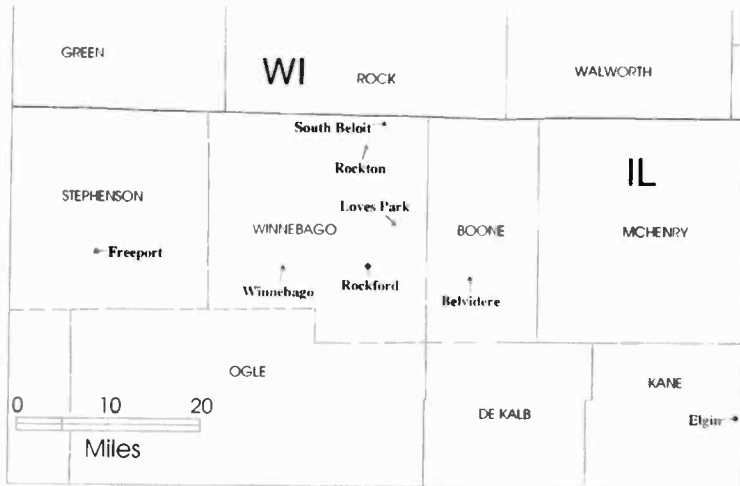 GREEN
WI
ROCK
WALWORTH
South Beloit
Rockton
IL
STEPHENSON
Loves Park
WINNEBAGO
BOONE
MCHENRY
Freeport
Winnebago
Rockford
Belvidere
OGLE
KANE
0 10 20
Miles
DE KALB
Elgin